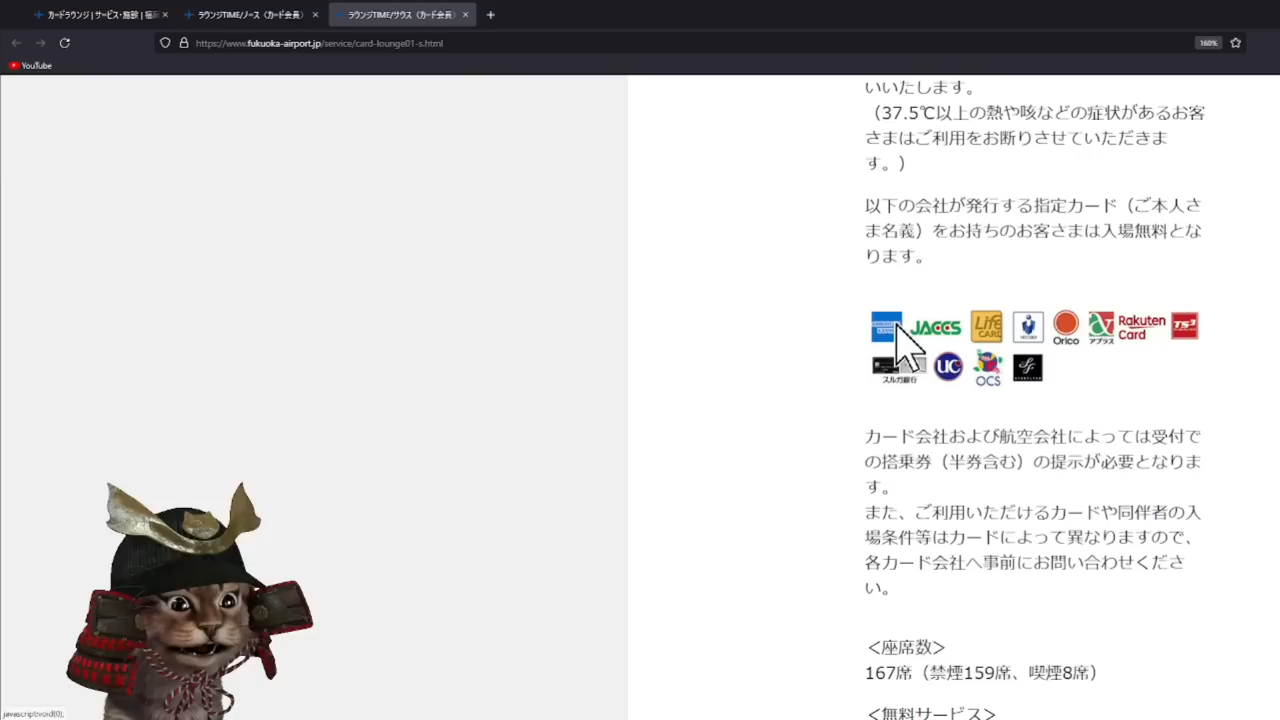 カードラウンジ | サービス・施設 | 福
ラウンジTIME/ノース（カード会員）
ラウンジTIME/サウス（カード会員）
https://www.fukuoka-airport.jp/service/card-lounge01-s.html
160%
YouTube
いいたします。
（37.5℃以上の熱や咳などの症状があるお客
さまはご利用をお断りさせていただきま
す。）
以下の会社が発行する指定カード（ご本人さ
ま名義）をお持ちのお客さまは入場無料とな
ります。
JACCS
Life CARD
Orico
アプラス
Rakuten Card
TS3
スルガ銀行
UC
OCS
カード会社および航空会社によっては受付で
の搭乗券（半券含む）の提示が必要となりま
す。
また、ご利用いただけるカードや同伴者の入
場条件等はカードによって異なりますので、
各カード会社へ事前にお問い合わせくださ
い。
＜座席数＞
167席（禁煙159席、喫煙8席）
＜無料サービス＞
javascript:void(0);